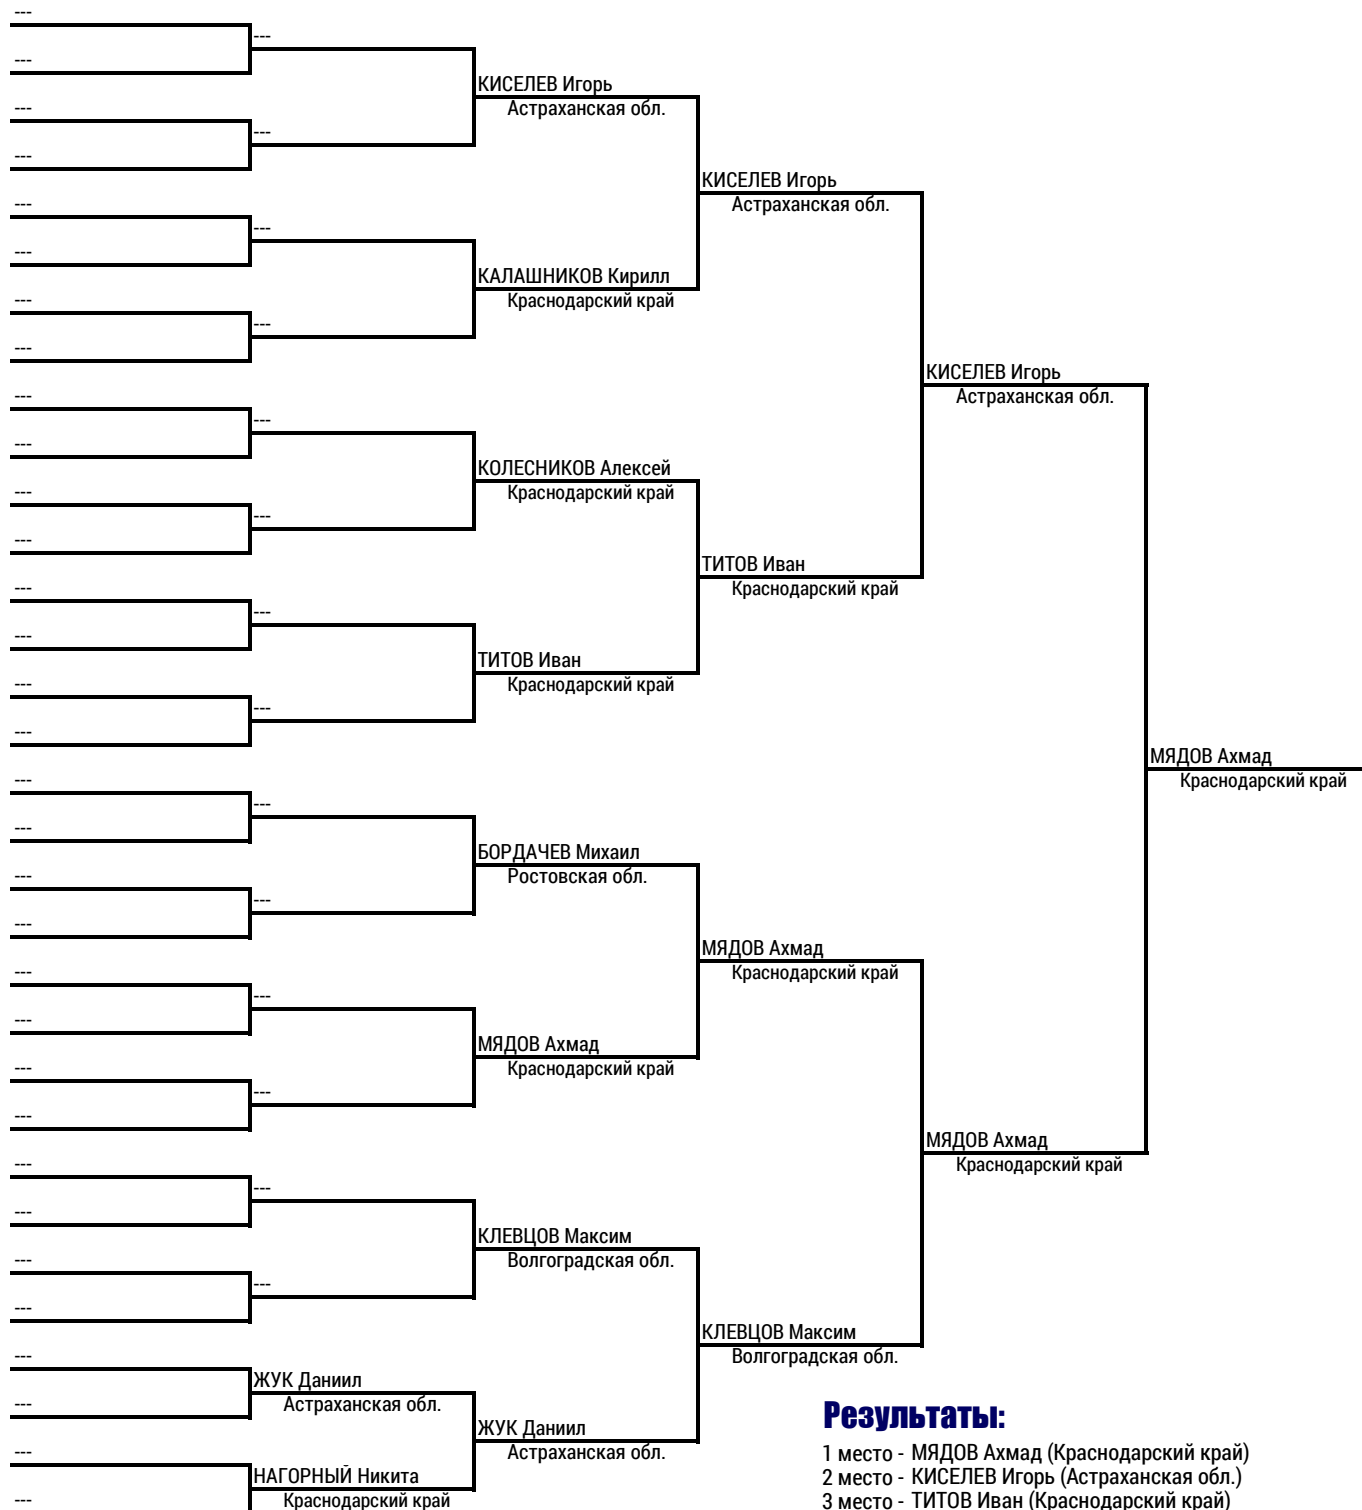 ---
---
---
КИСЕЛЕВ Игорь
Астраханская обл.
---
---
---
КИСЕЛЕВ Игорь
Астраханская обл.
---
---
---
КАЛАШНИКОВ Кирилл
Краснодарский край
---
---
---
КИСЕЛЕВ Игорь
Астраханская обл.
---
---
---
КОЛЕСНИКОВ Алексей
Краснодарский край
---
---
---
ТИТОВ Иван
Краснодарский край
---
---
---
ТИТОВ Иван
Краснодарский край
---
---
---
МЯДОВ Ахмад
Краснодарский край
---
---
---
БОРДАЧЕВ Михаил
Ростовская обл.
---
---
---
МЯДОВ Ахмад
Краснодарский край
---
---
---
МЯДОВ Ахмад
Краснодарский край
---
---
---
МЯДОВ Ахмад
Краснодарский край
---
---
---
КЛЕВЦОВ Максим
Волгоградская обл.
---
---
---
КЛЕВЦОВ Максим
Волгоградская обл.
---
ЖУК Даниил
Астраханская обл.
---
ЖУК Даниил
Астраханская обл.
---
НАГОРНЫЙ Никита
Краснодарский край
---
Результаты:
1 место - МЯДОВ Ахмад (Краснодарский край)
2 место - КИСЕЛЕВ Игорь (Астраханская обл.)
3 место - ТИТОВ Иван (Краснодарский край)